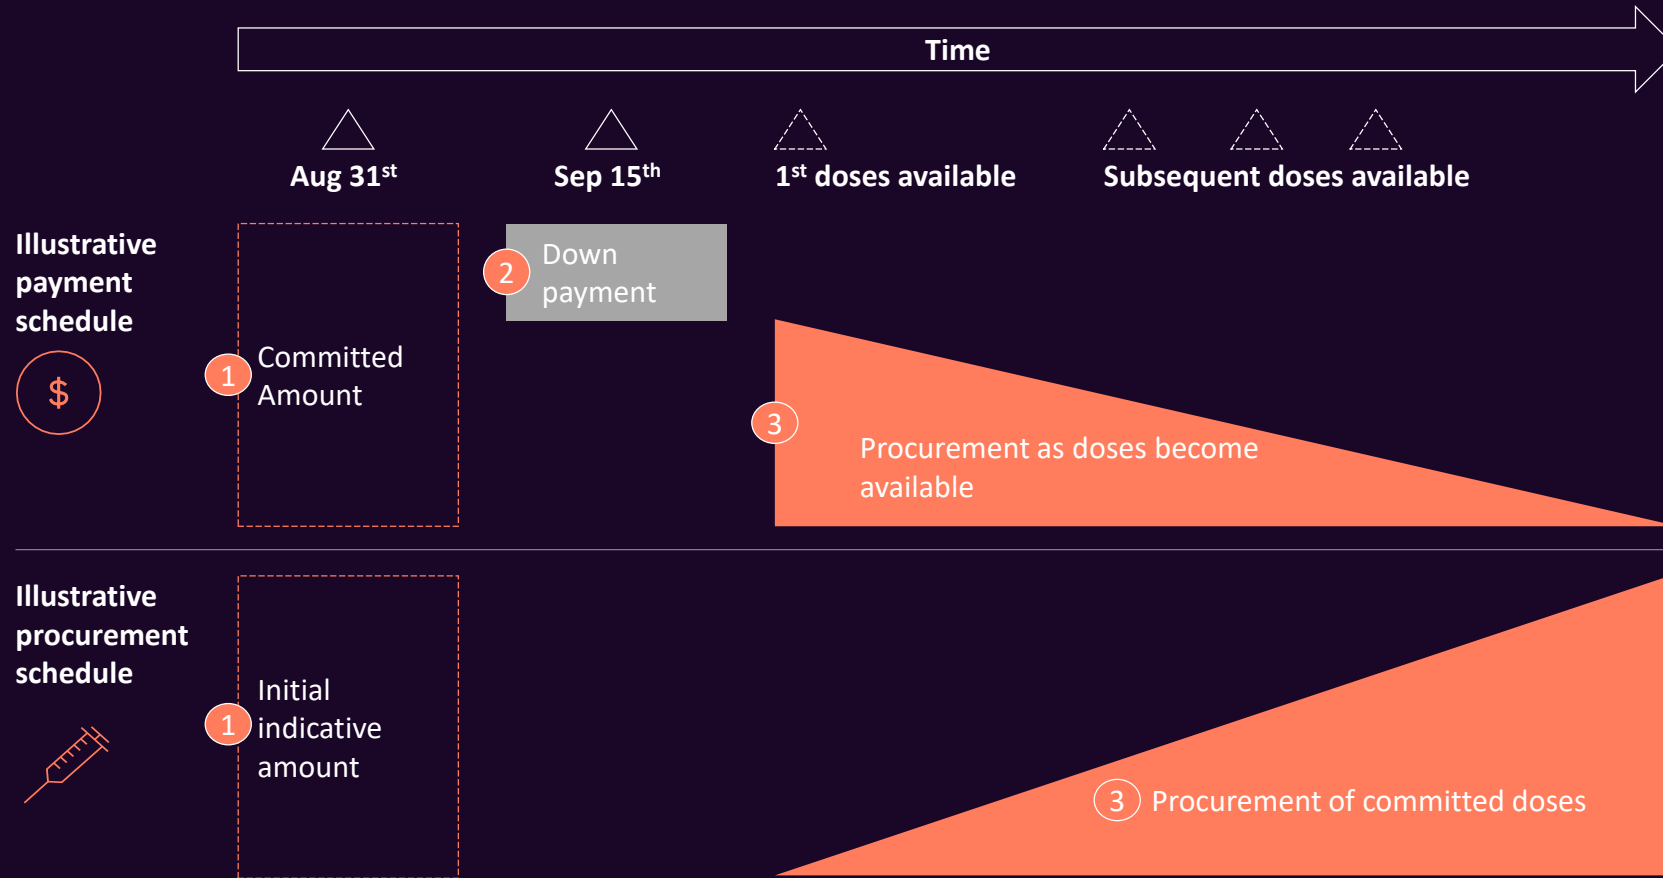 Time
Aug 31st
Sep 15th
1st doses available
Subsequent doses available
Illustrative
payment
schedule
$
1
Committed
Amount
2
Down
payment
3
Procurement as doses become
available
Illustrative
procurement
schedule
1
Initial
indicative
amount
3 Procurement of committed doses